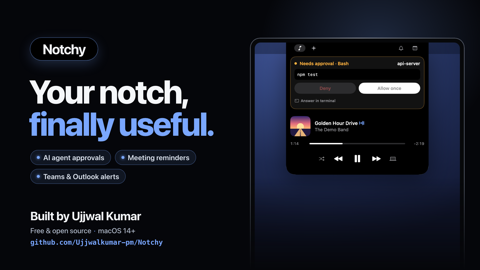 Notchy
Your notch,
finally useful.
AI agent approvals
Meeting reminders
Teams & Outlook alerts
Built by Ujjwal Kumar
Free & open source · macOS 14+
github.com/Ujjwalkumar-pm/Notchy
Needs approval · Bash
api-server
npm test
Deny
Allow once
Answer in terminal
Golden Hour Drive
The Demo Band
1:14
-2:19